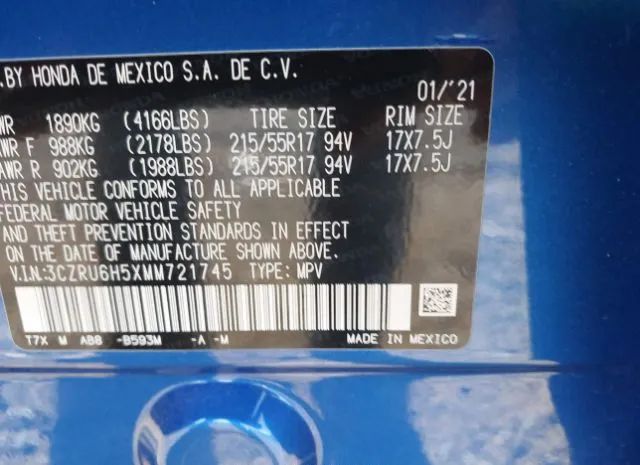 .BY HONDA DE MEXICO S.A. DE C.V.
01/'21
WR 1890KG (4166LBS) TIRE SIZE RIM SIZE
WR F 988KG (2178LBS) 215/55R17 94V 17X7.5J
AWR R 902KG (1988LBS) 215/55R17 94V 17X7.5J
THIS VEHICLE CONFORMS TO ALL APPLICABLE
FEDERAL MOTOR VEHICLE SAFETY
AND THEFT PREVENTION STANDARDS IN EFFECT
ON THE DATE OF MANUFACTURE SHOWN ABOVE.
V.I.N:3CZRU6H5XMM721745 TYPE: MPV
T7X M AB8 -B593M -A -M
MADE IN MEXICO